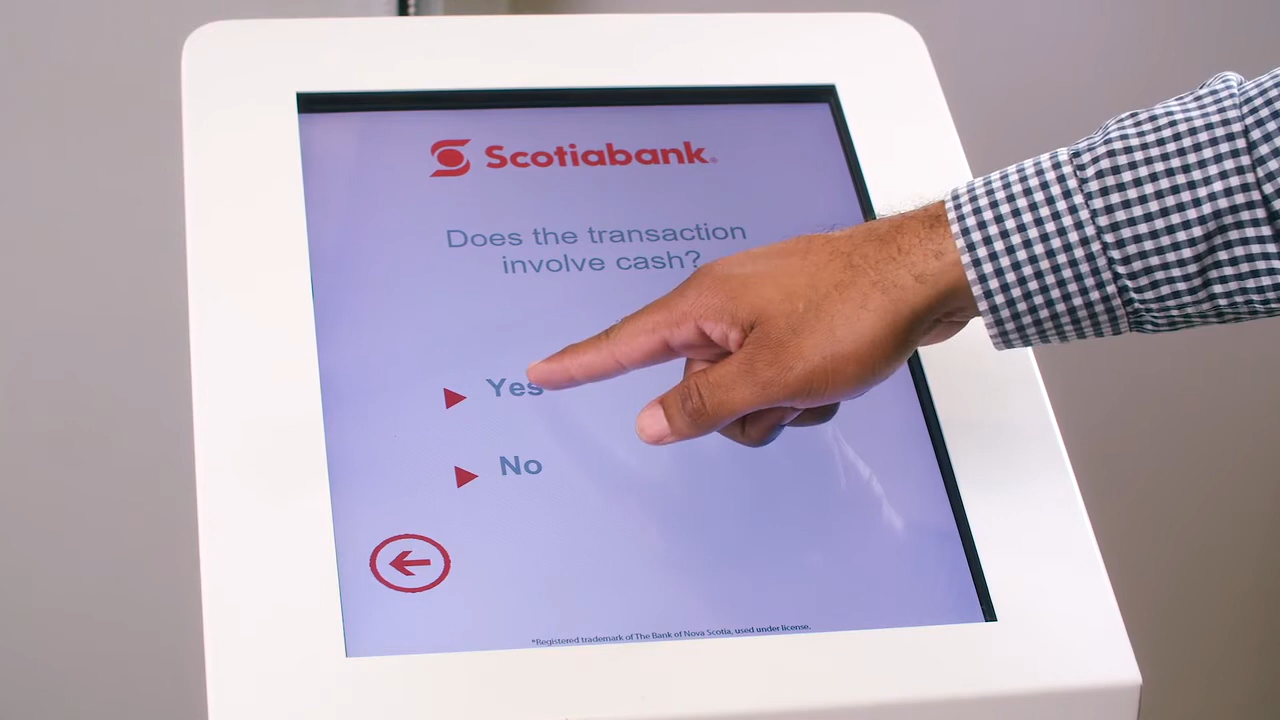 Scotiabank®
Does the transaction
involve cash?
Yes
No
*Registered trademark of The Bank of Nova Scotia, used under license.